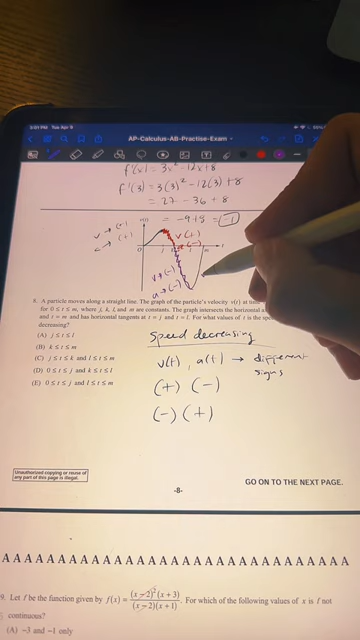 3:01 PM Tue Apr 9
AP-Calculus-AB-Practise-Exam
f'(x) = 3x² - 12x + 8
f'(3) = 3(3)² - 12(3) + 8
= 27 - 36 + 8
= -9 + 8 = -1
v → (+)
a → (+)
v(t)
v(+)
a(-)
O j k l m t
v → (-)
a → (-)
8. A particle moves along a straight line. The graph of the particle's velocity v(t) at time
for 0 ≤ t ≤ m, where j, k, l, and m are constants. The graph intersects the horizontal a
and t = m and has horizontal tangents at t = j and t = l. For what values of t is the spe
decreasing?
(A) j ≤ t ≤ l
(B) k ≤ t ≤ m
(C) j ≤ t ≤ k and l ≤ t ≤ m
(D) 0 ≤ t ≤ j and k ≤ t ≤ l
(E) 0 ≤ t ≤ j and l ≤ t ≤ m
Speed decreasing
v(t), a(t) → different
signs
(+) (-)
(-) (+)
Unauthorized copying or reuse of
any part of this page is illegal.
-8-
GO ON TO THE NEXT PAGE.
A A A A A A A A A A A A A A A A A A A A A A A A A A A A A A
9. Let f be the function given by f(x) = (x-2)²(x+3) / (x-2)(x+1). For which of the following values of x is f not
continuous?
(A) -3 and -1 only